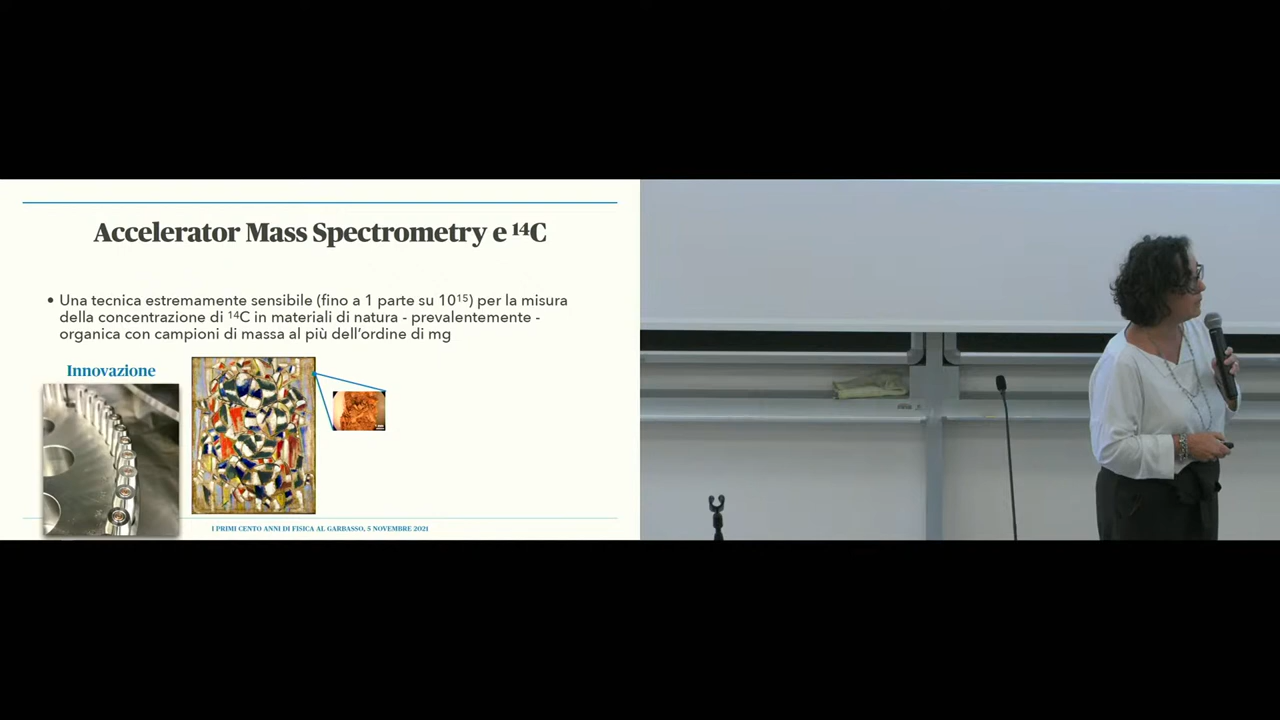 Accelerator Mass Spectrometry e ¹⁴C
• Una tecnica estremamente sensibile (fino a 1 parte su 10¹⁵) per la misura
della concentrazione di ¹⁴C in materiali di natura - prevalentemente -
organica con campioni di massa al più dell’ordine di mg
Innovazione
I PRIMI CENTO ANNI DI FISICA AL GARBASSO, 5 NOVEMBRE 2021